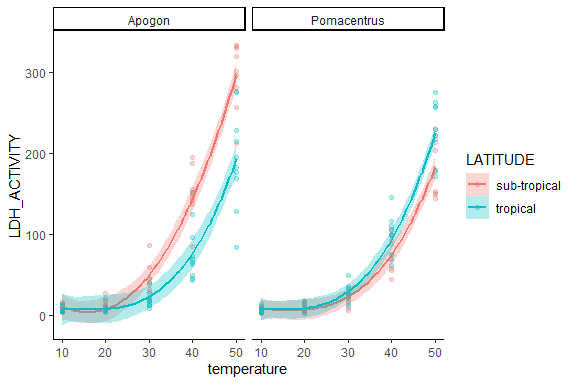 Apogon Pomacentrus
LDH_ACTIVITY
300
200
100
0
10 20 30 40 50 10 20 30 40 50
temperature
LATITUDE
sub-tropical
tropical